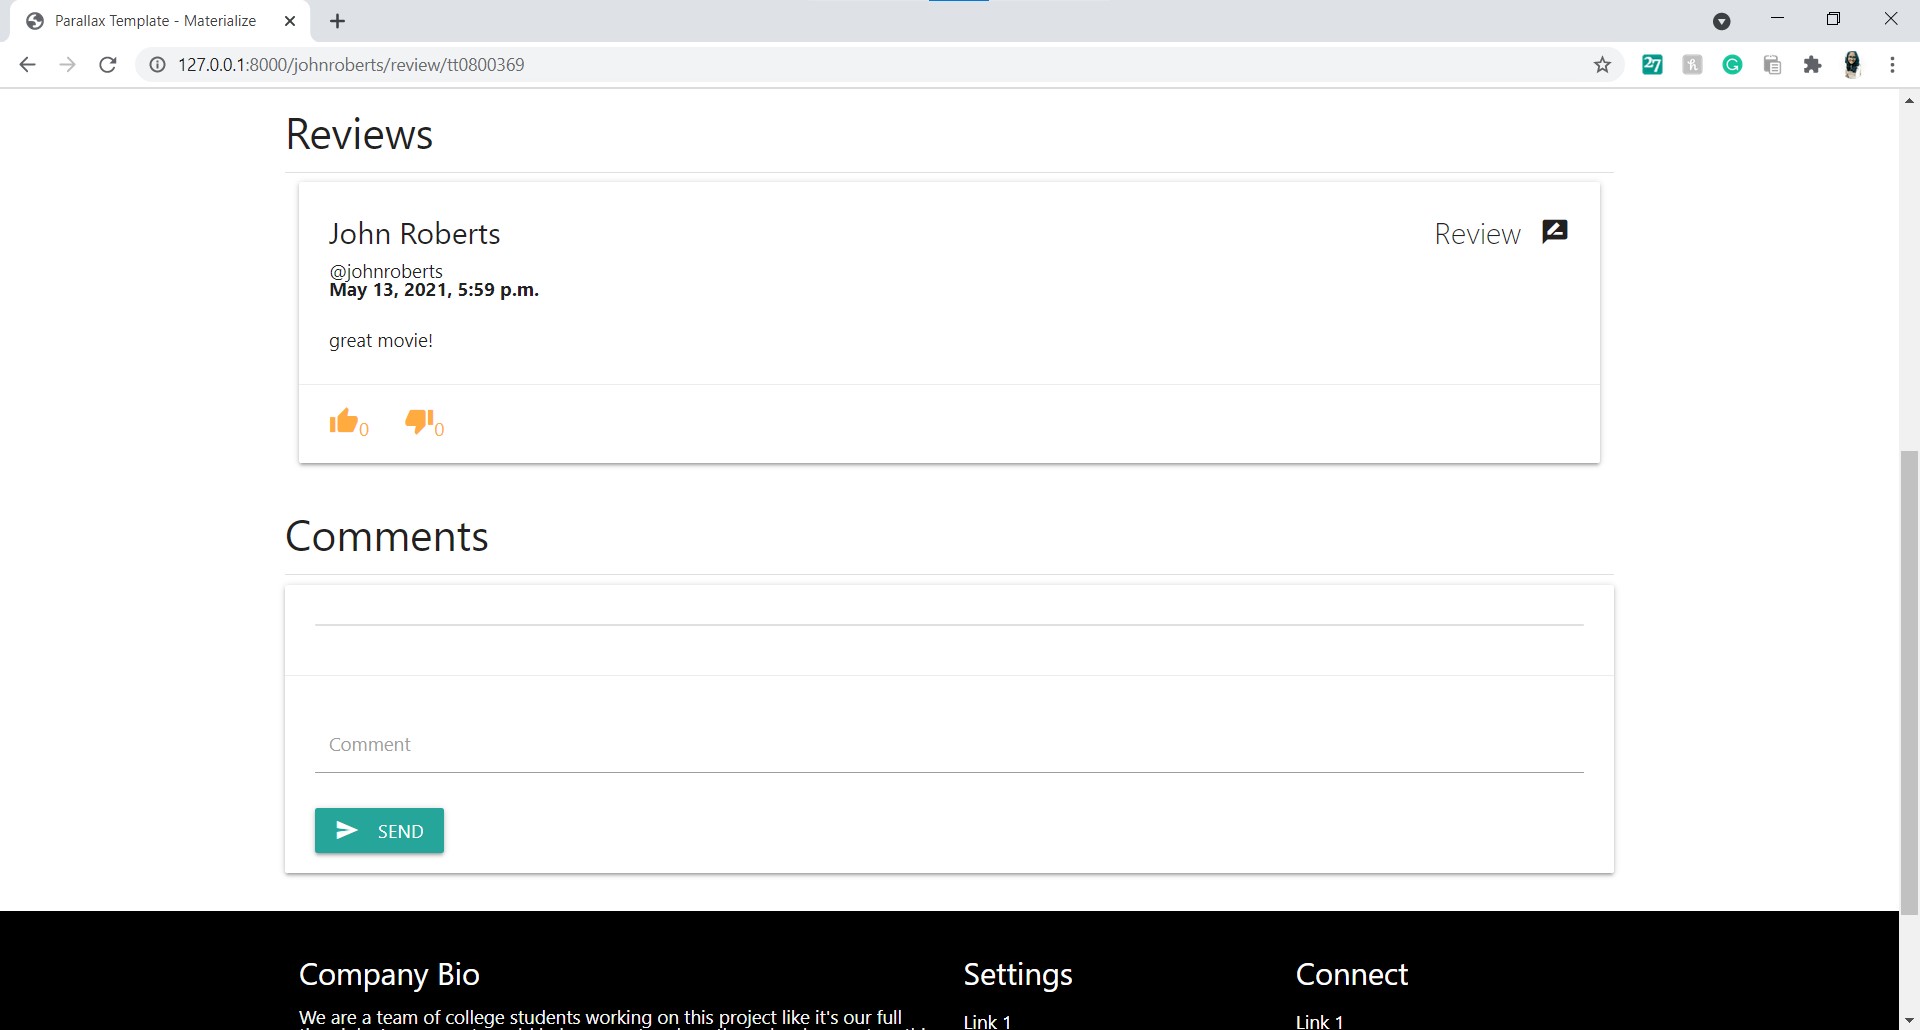 Parallax Template - Materialize
127.0.0.1:8000/johnroberts/review/tt0800369
27
Reviews
John Roberts
Review
@johnroberts
May 13, 2021, 5:59 p.m.
great movie!
0 0
Comments
Comment
SEND
Company Bio
Settings
Connect
We are a team of college students working on this project like it's our full
Link 1
Link 1